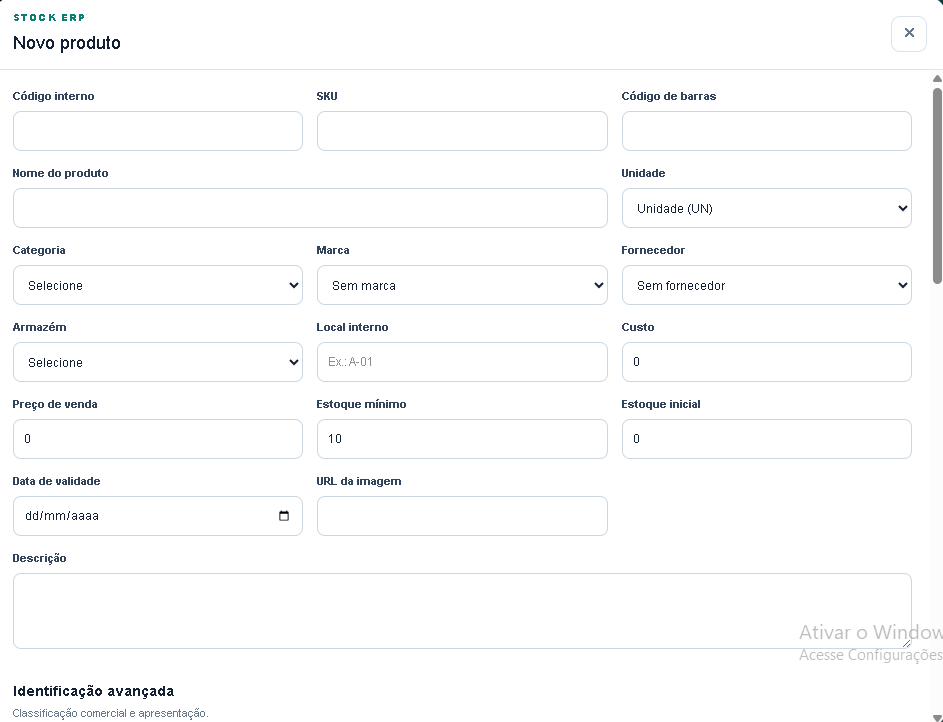 STOCK ERP
Novo produto
Código interno SKU Código de barras
Nome do produto Unidade
Unidade (UN)
Categoria Marca Fornecedor
Selecione Sem marca Sem fornecedor
Armazém Local interno Custo
Selecione Ex.: A-01 0
Preço de venda Estoque mínimo Estoque inicial
0 10 0
Data de validade URL da imagem
dd/mm/aaaa
Descrição
Ativar o Window
Acesse Configurações
Identificação avançada
Classificação comercial e apresentação.